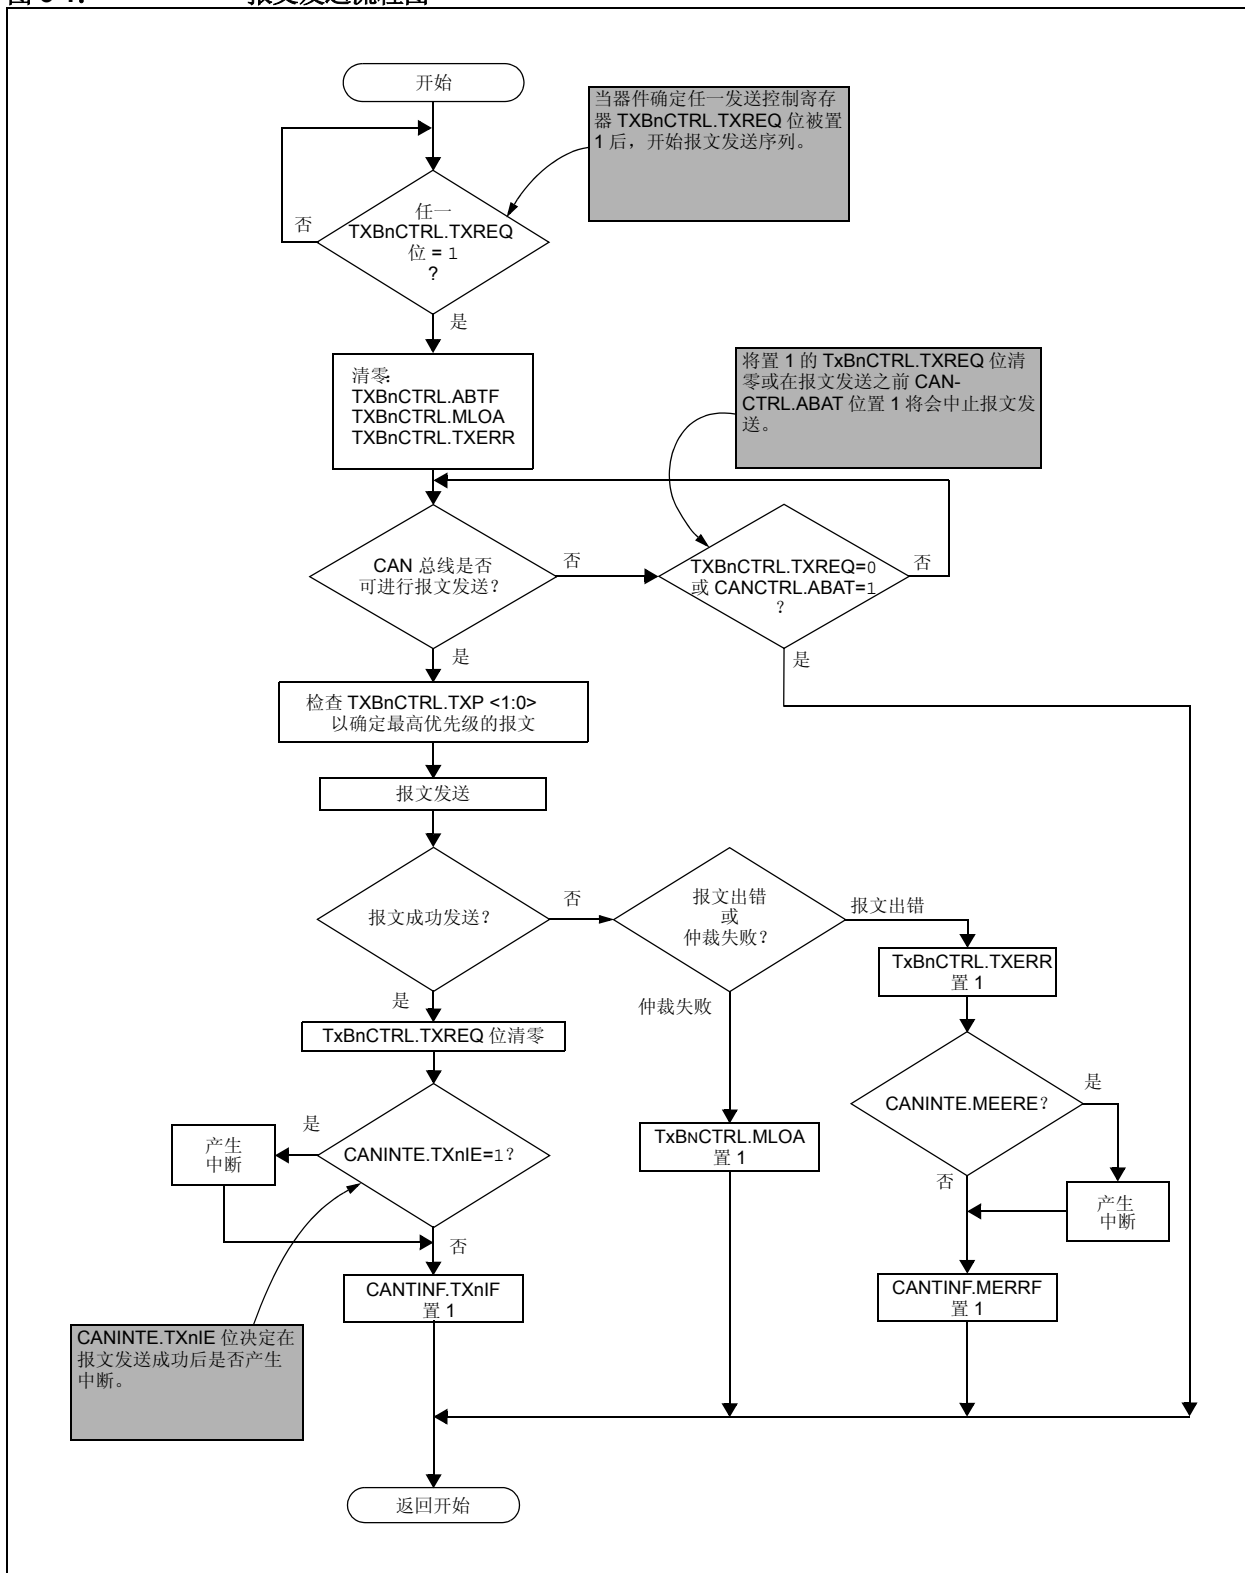 开始
当器件确定任一发送控制寄存
器 TXBnCTRL.TXREQ 位被置
1 后，开始报文发送序列。
任一
TXBnCTRL.TXREQ
位 = 1
?
否
是
清零:
TXBnCTRL.ABTF
TXBnCTRL.MLOA
TXBnCTRL.TXERR
将置 1 的 TxBnCTRL.TXREQ 位清
零或在报文发送之前 CAN-
CTRL.ABAT 位置 1 将会中止报文发
送。
CAN 总线是否
可进行报文发送？
否
TXBnCTRL.TXREQ=0
或 CANCTRL.ABAT=1
？
否
是
是
检查 TXBnCTRL.TXP <1:0>
以确定最高优先级的报文
报文发送
报文成功发送？
否
报文出错
或
仲裁失败？
报文出错
TxBnCTRL.TXERR
置 1
是
仲裁失败
TxBnCTRL.TXREQ 位清零
CANINTE.MEERE？
是
是
产生
中断
CANINTE.TXnIE=1？
TxBNCTRL.MLOA
置 1
否
产生
中断
否
CANTINF.TXnIF
置 1
CANTINF.MERRF
置 1
CANINTE.TXnIE 位决定在
报文发送成功后是否产生
中断。
返回开始